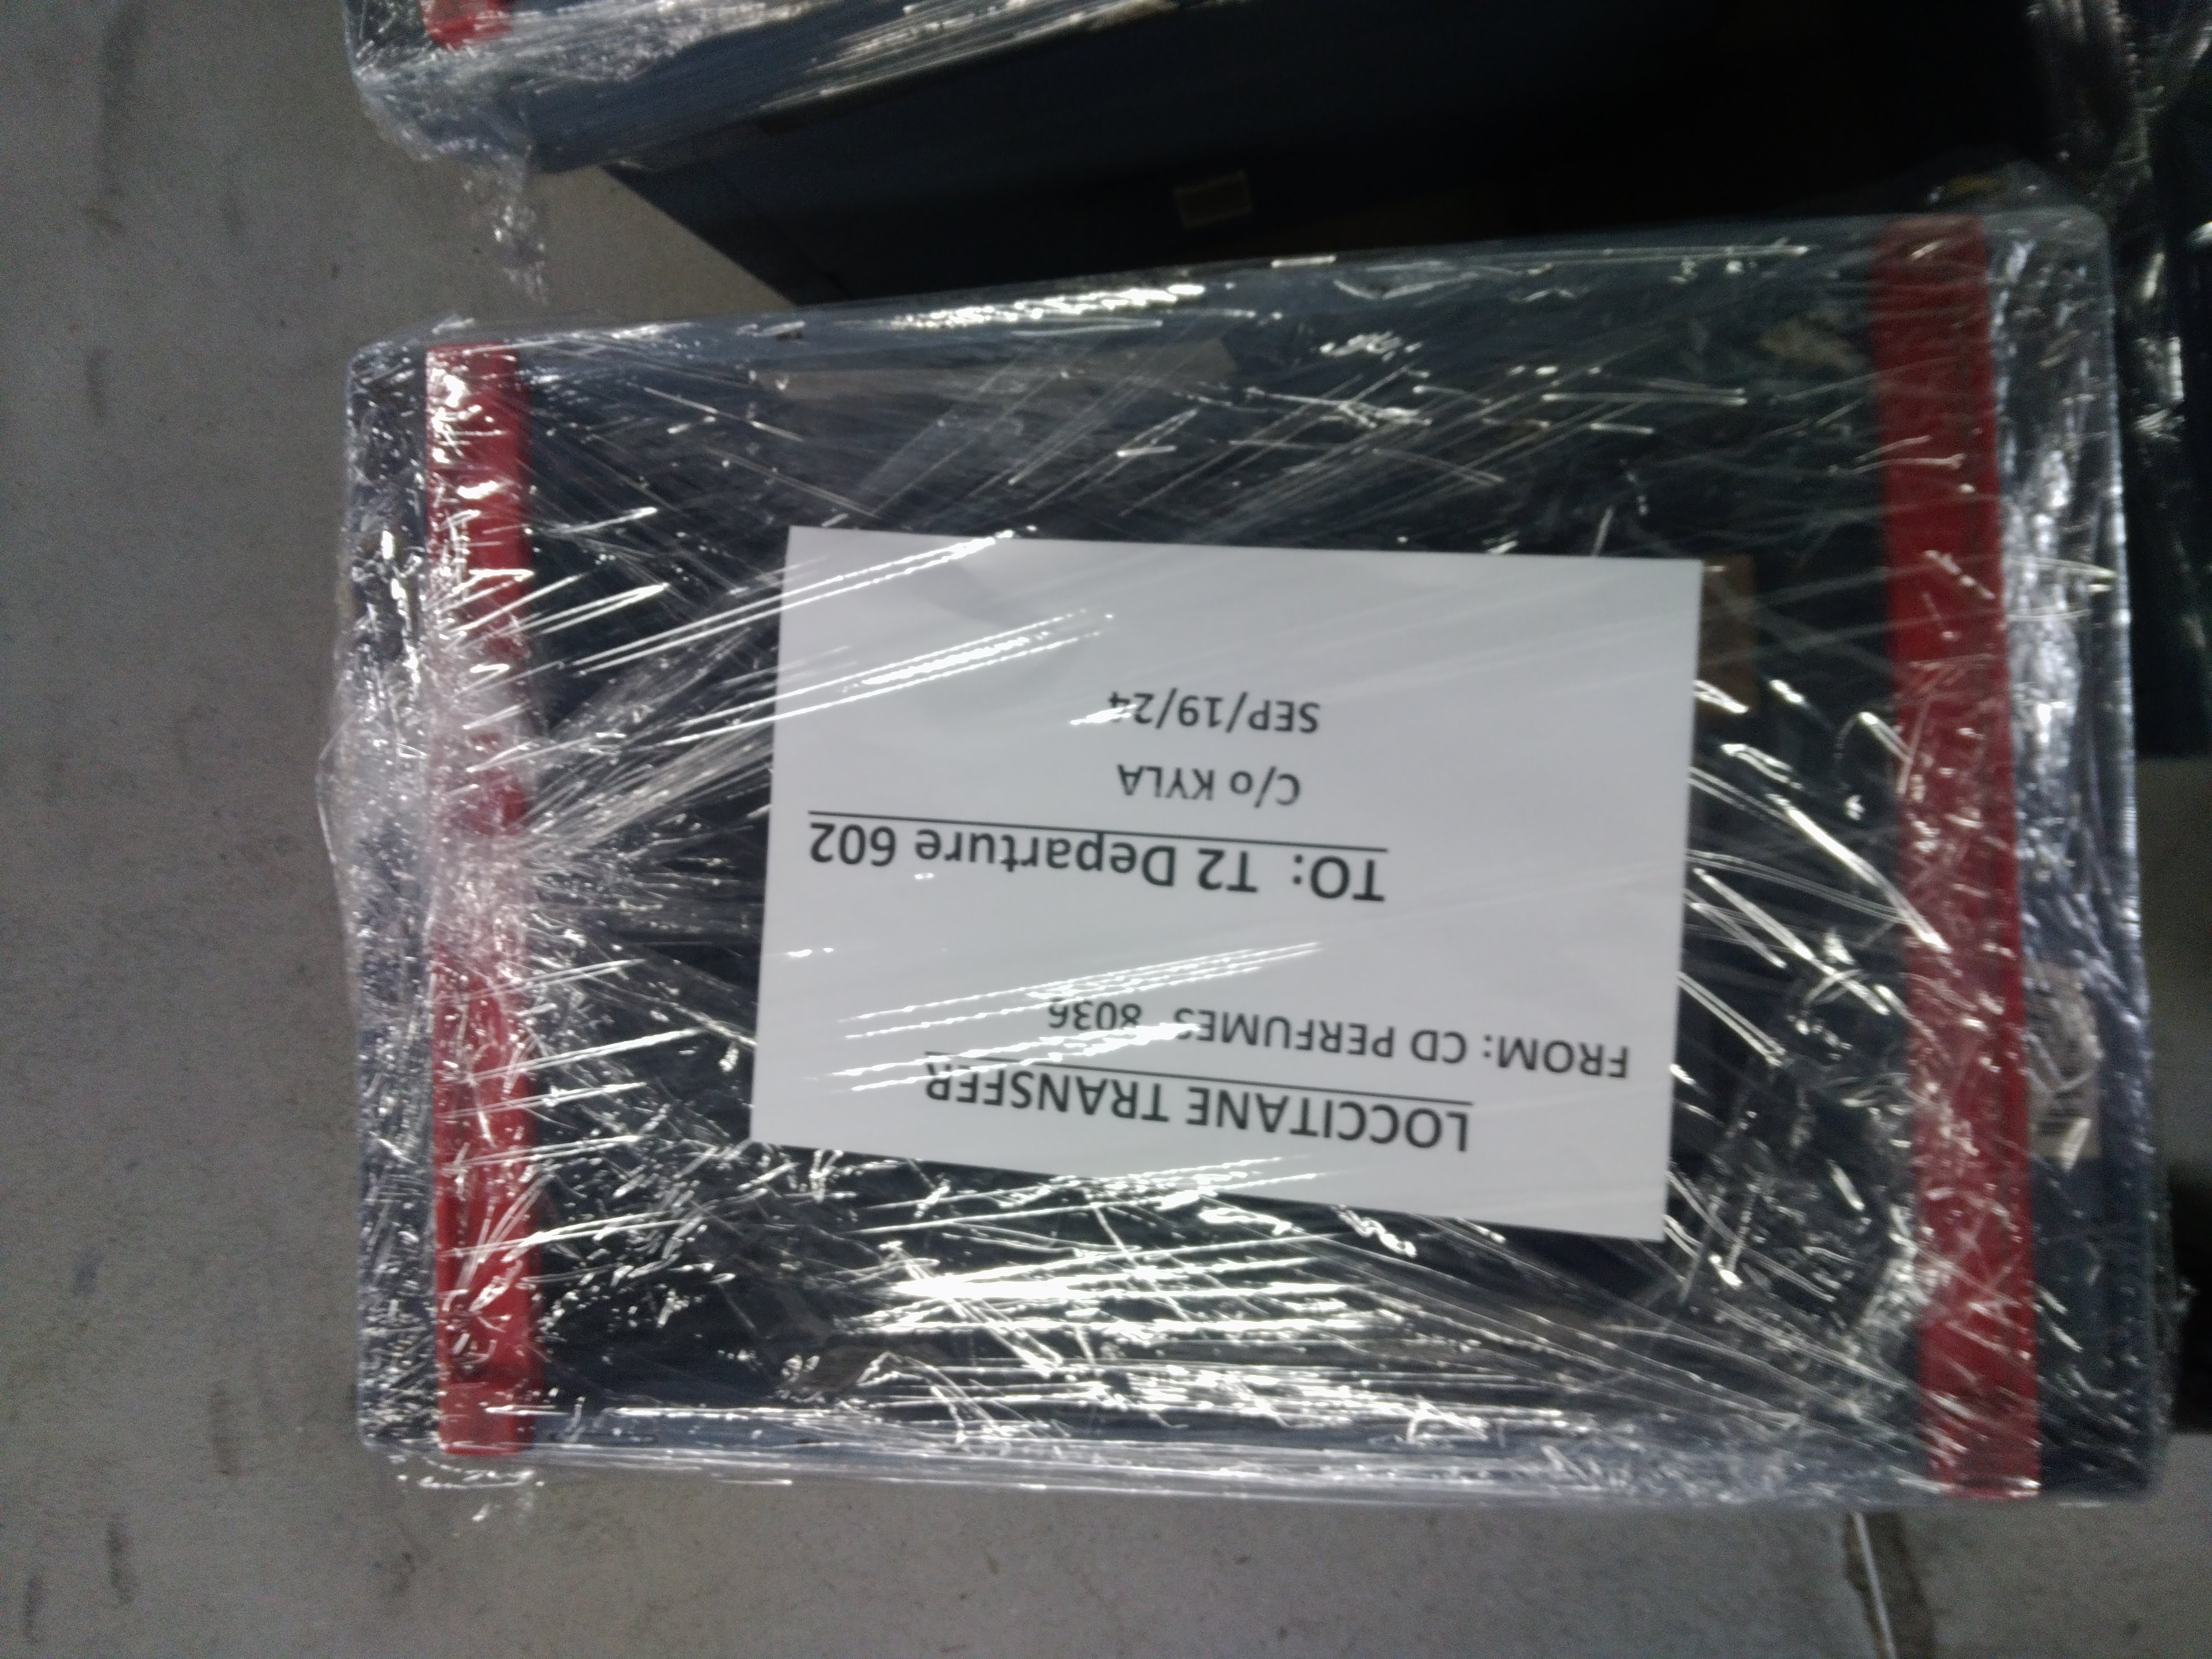 LOCCITANE TRANSFER
FROM: CD PERFUMES 8036
TO: T2 Departure 602
C/o KYLA
SEP/19/24